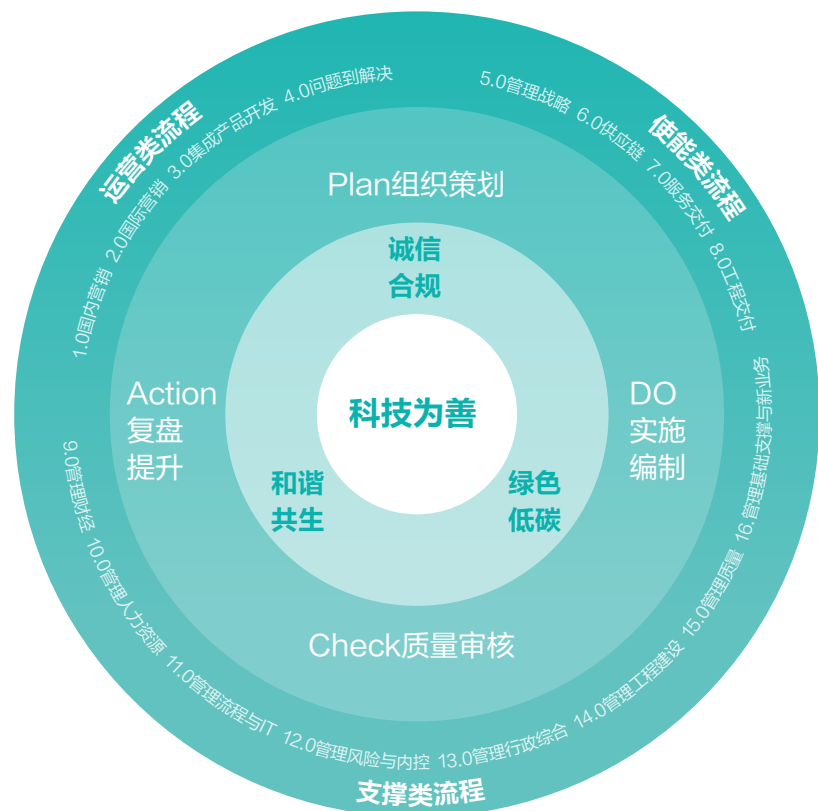 运营类流程
1.0国内营销 2.0国际营销 3.0集成产品开发 4.0问题到解决
使能类流程
5.0管理战略 6.0供应链 7.0服务交付 8.0工程交付
Plan组织策划
诚信
合规
科技为善
和谐
共生
绿色
低碳
Action
复盘
提升
DO
实施
编制
Check质量审核
9.0管理财经 10.0管理人力资源 11.0管理流程与IT 12.0管理风险与内控 13.0管理行政综合 14.0管理工程建设 15.0管理质量 16.管理基础支撑与新业务
支撑类流程